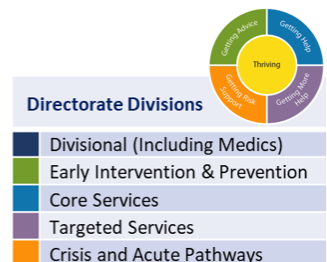 Getting Advice
Getting Help
Thriving
Getting Risk
Support
Getting More
Help
Directorate Divisions
Divisional (Including Medics)
Early Intervention & Prevention
Core Services
Targeted Services
Crisis and Acute Pathways